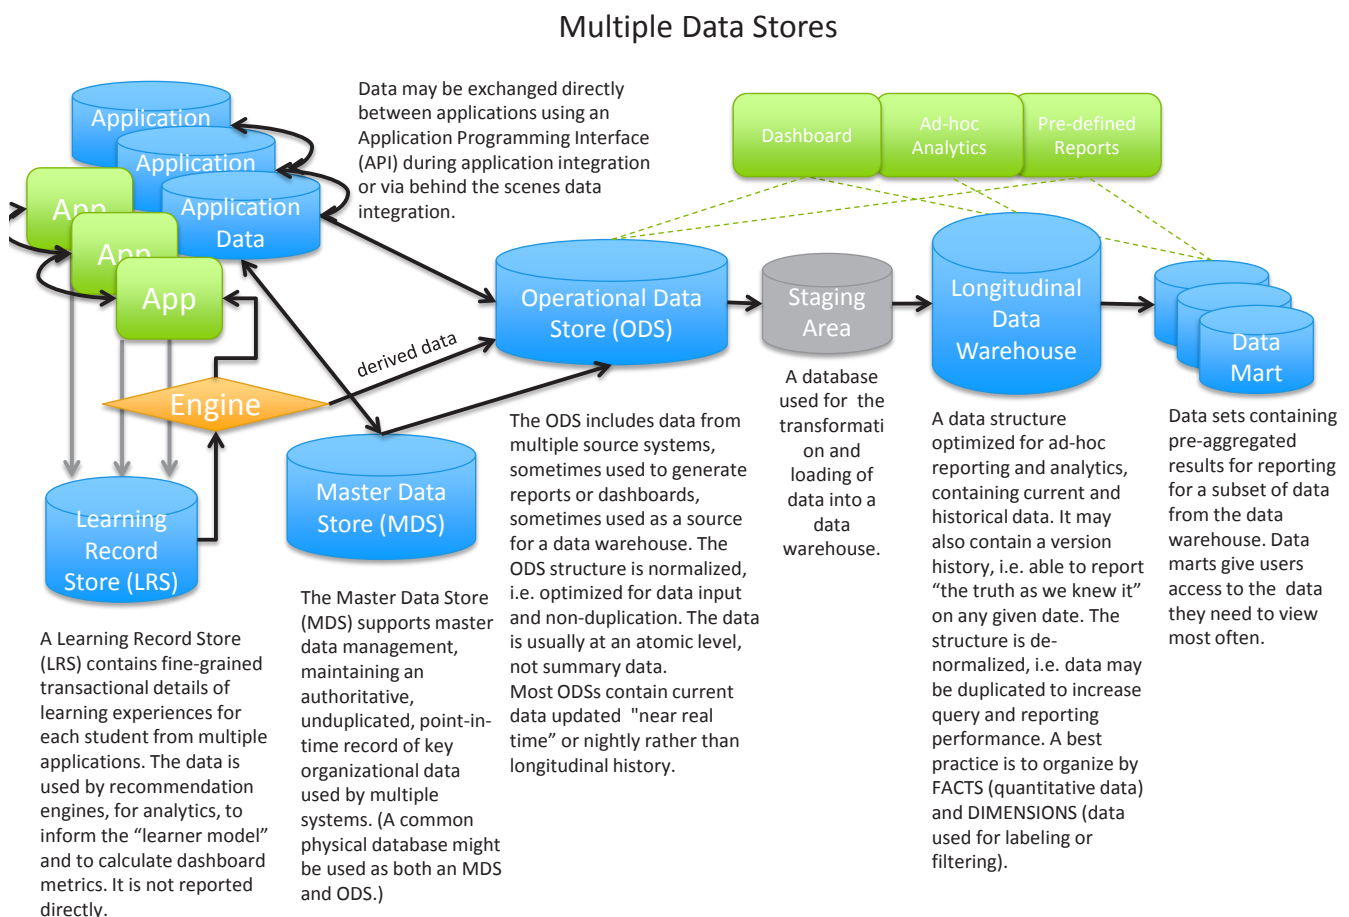 Multiple Data Stores
Application
Application
Application
Data
App
App
App
Data may be exchanged directly
between applications using an
Application Programming Interface
(API) during application integration
or via behind the scenes data
integration.
Dashboard
Ad-hoc
Analytics
Pre-defined
Reports
Operational Data
Store (ODS)
Staging
Area
Longitudinal
Data
Warehouse
Data
Mart
derived data
Engine
Master Data
Store (MDS)
Learning
Record
Store (LRS)
A Learning Record Store
(LRS) contains fine-grained
transactional details of
learning experiences for
each student from multiple
applications. The data is
used by recommendation
engines, for analytics, to
inform the “learner model”
and to calculate dashboard
metrics. It is not reported
directly.
The Master Data Store
(MDS) supports master
data management,
maintaining an
authoritative,
unduplicated, point-in-
time record of key
organizational data
used by multiple
systems. (A common
physical database might
be used as both an MDS
and ODS.)
The ODS includes data from
multiple source systems,
sometimes used to generate
reports or dashboards,
sometimes used as a source
for a data warehouse. The
ODS structure is normalized,
i.e. optimized for data input
and non-duplication. The data
is usually at an atomic level,
not summary data.
Most ODSs contain current
data updated "near real
time” or nightly rather than
longitudinal history.
A database
used for the
transformati
on and
loading of
data into a
data
warehouse.
A data structure
optimized for ad-hoc
reporting and analytics,
containing current and
historical data. It may
also contain a version
history, i.e. able to report
“the truth as we knew it”
on any given date. The
structure is de-
normalized, i.e. data may
be duplicated to increase
query and reporting
performance. A best
practice is to organize by
FACTS (quantitative data)
and DIMENSIONS (data
used for labeling or
filtering).
Data sets containing
pre-aggregated
results for reporting
for a subset of data
from the data
warehouse. Data
marts give users
access to the data
they need to view
most often.